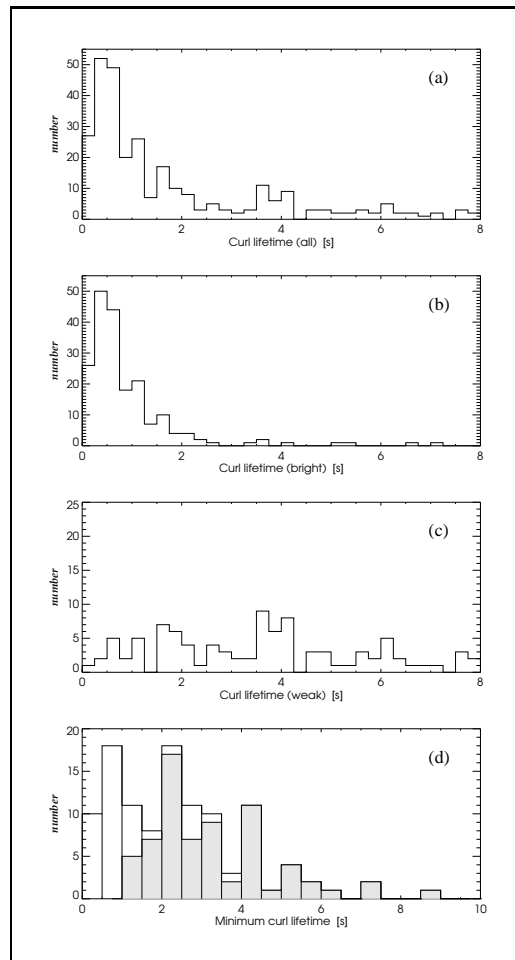 50
40
30
20
10
0
number
(a)
0 2 4 6 8
Curl lifetime (all) [s]
50
40
30
20
10
0
number
(b)
0 2 4 6 8
Curl lifetime (bright) [s]
25
20
15
10
5
0
number
(c)
0 2 4 6 8
Curl lifetime (weak) [s]
20
15
10
5
0
number
(d)
0 2 4 6 8 10
Minimum curl lifetime [s]